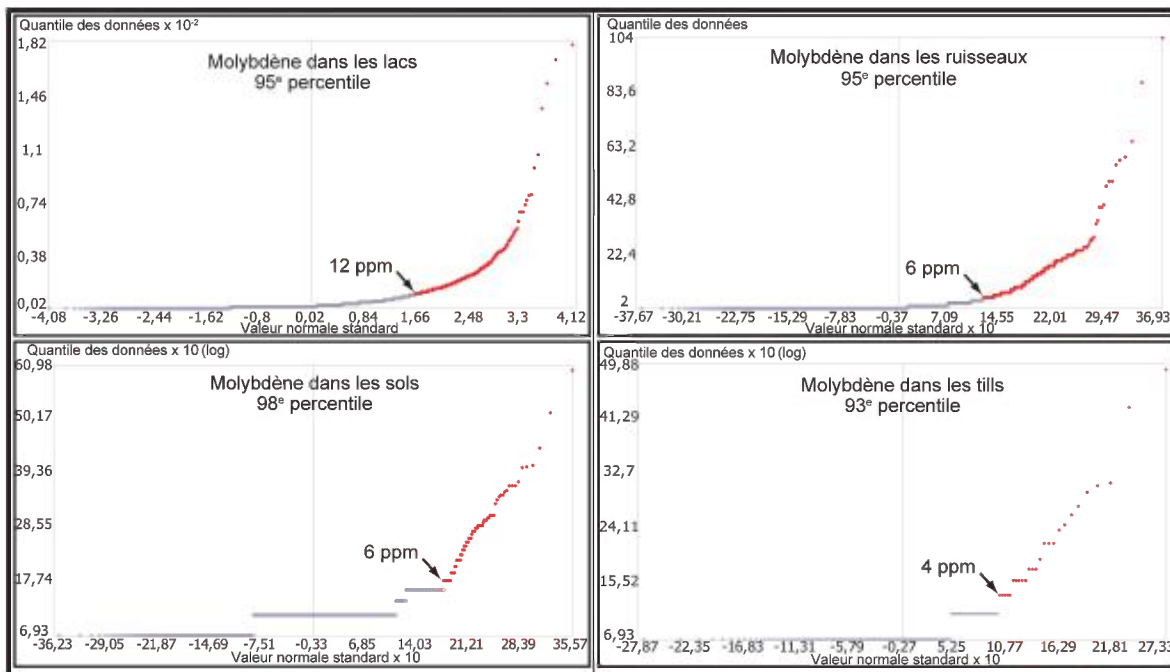 Quantile des données x 10⁻²
1,82
Molybdène dans les lacs
95ᵉ percentile
1,46
1,1
0,74
0,38
12 ppm
0,02
-4,08 -3,26 -2,44 -1,62 -0,8 0,02 0,84 1,66 2,48 3,3 4,12
Valeur normale standard
Quantile des données
104
Molybdène dans les ruisseaux
95ᵉ percentile
83,6
63,2
42,8
22,4
6 ppm
2
-37,67 -30,21 -22,75 -15,29 -7,83 -0,37 7,09 14,55 22,01 29,47 36,93
Valeur normale standard x 10
Quantile des données x 10 (log)
60,98
Molybdène dans les sols
98ᵉ percentile
50,17
39,36
28,55
6 ppm
17,74
6,93
-36,23 -29,05 -21,87 -14,69 -7,51 -0,33 6,85 14,03 21,21 28,39 35,57
Valeur normale standard x 10
Quantile des données x 10 (log)
49,88
Molybdène dans les tills
93ᵉ percentile
41,29
32,7
24,11
4 ppm
15,52
6,93
-27,87 -22,35 -16,83 -11,31 -5,79 -0,27 5,25 10,77 16,29 21,81 27,33
Valeur normale standard x 10